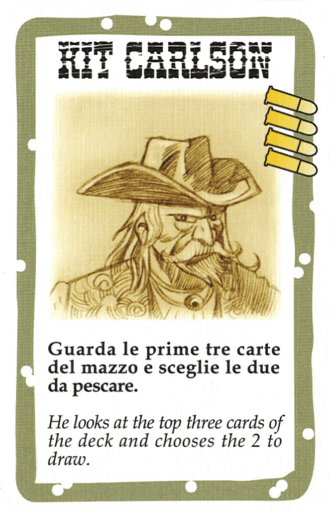 KIT CARLSON
Guarda le prime tre carte
del mazzo e sceglie le due
da pescare.
He looks at the top three cards of
the deck and chooses the 2 to
draw.